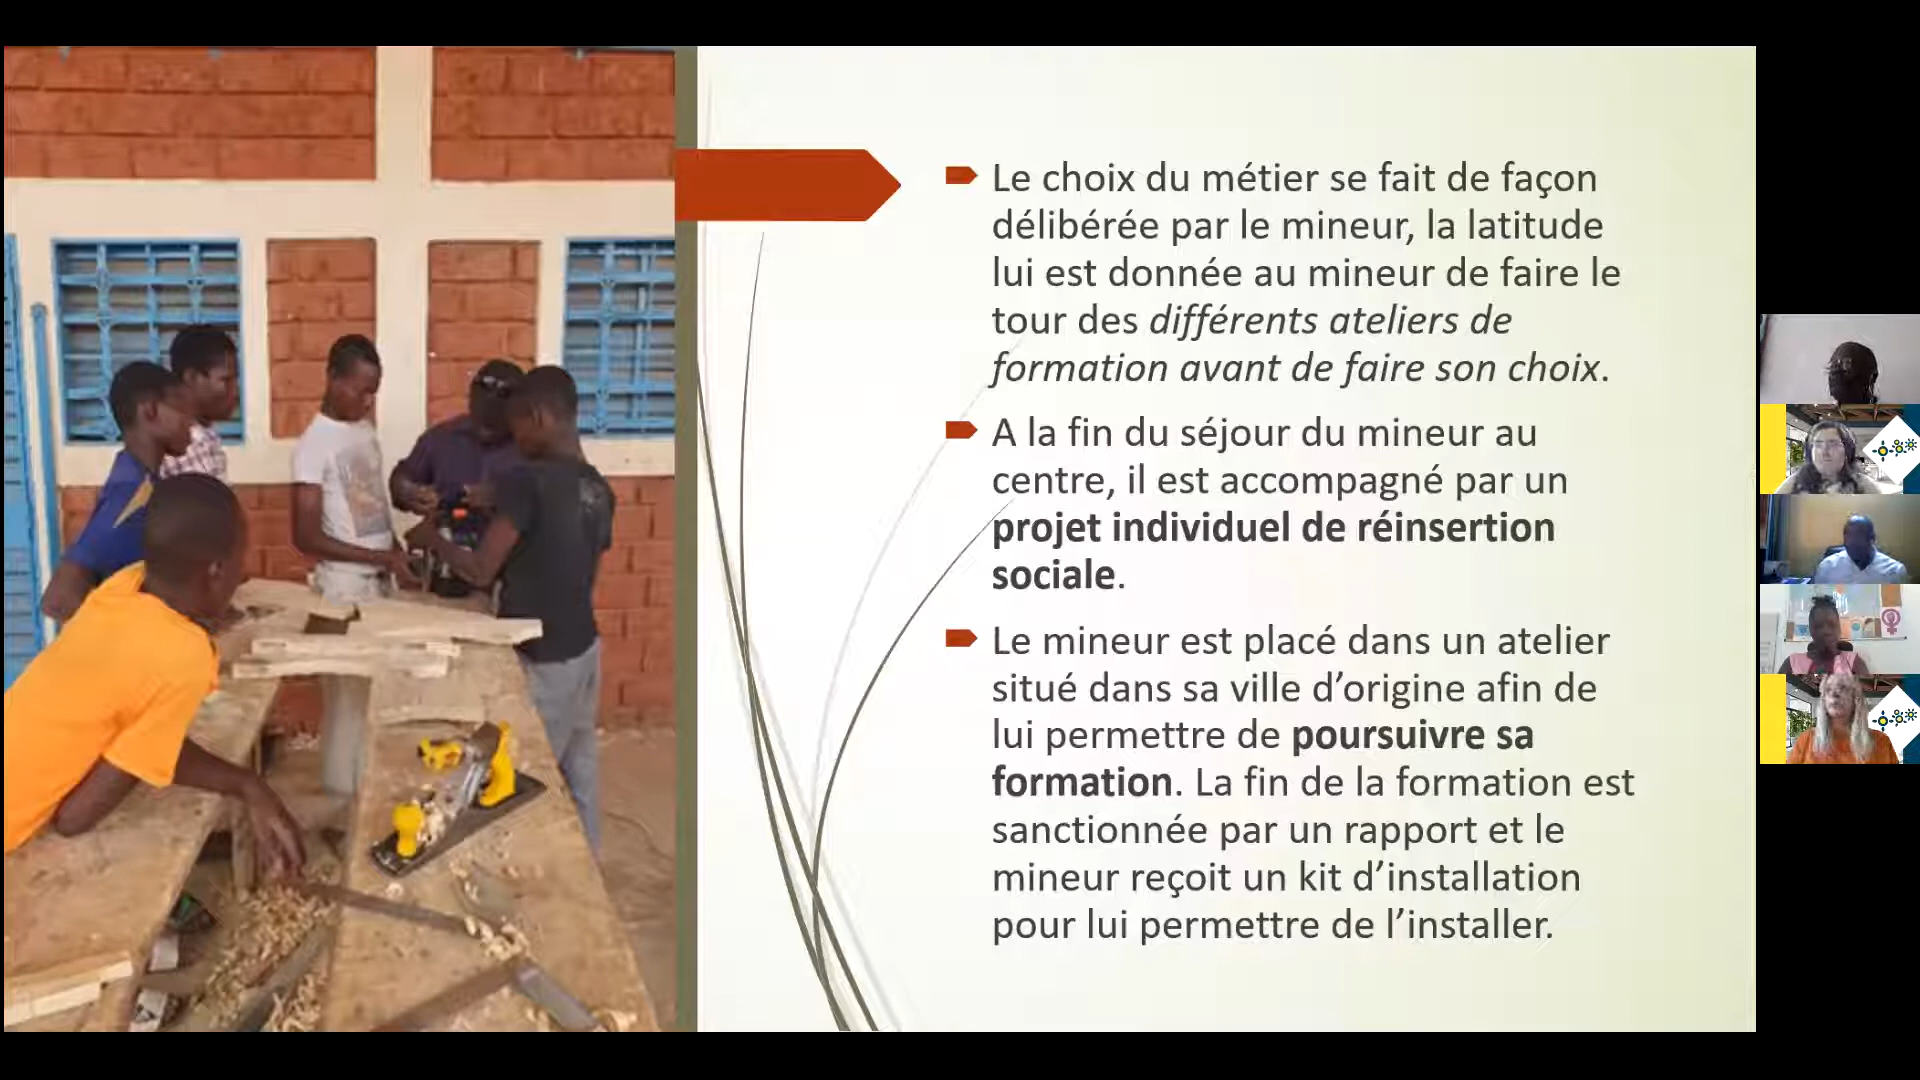 Le choix du métier se fait de façon
délibérée par le mineur, la latitude
lui est donnée au mineur de faire le
tour des différents ateliers de
formation avant de faire son choix.
A la fin du séjour du mineur au
centre, il est accompagné par un
projet individuel de réinsertion
sociale.
Le mineur est placé dans un atelier
situé dans sa ville d’origine afin de
lui permettre de poursuivre sa
formation. La fin de la formation est
sanctionnée par un rapport et le
mineur reçoit un kit d’installation
pour lui permettre de l’installer.